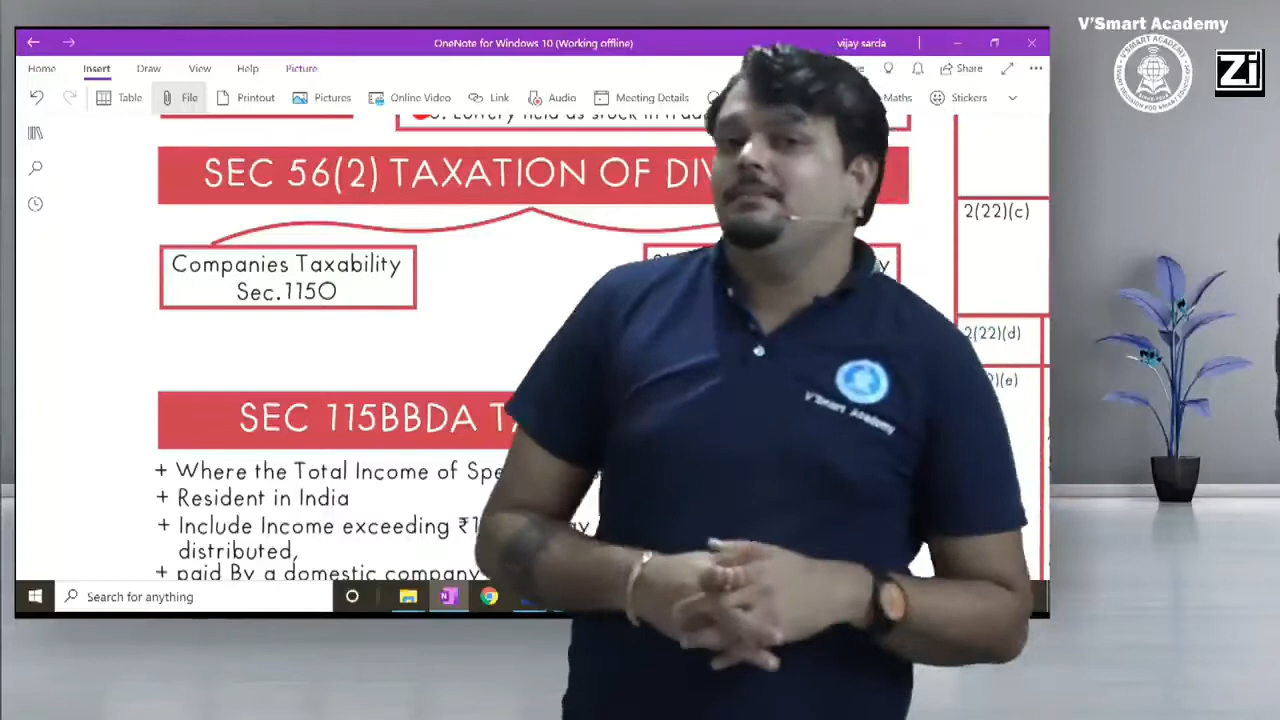 V'Smart Academy
OneNote for Windows 10 (Working offline)
vijay sarda
Home
Insert
Draw
View
Help
Picture
Share
Table
File
Printout
Pictures
Online Video
Link
Audio
Meeting Details
Maths
Stickers
SEC 56(2) TAXATION OF DIV
2(22)(c)
Companies Taxability
Sec.115O
2(22)(d)
)(e)
SEC 115BBDA TA
+ Where the Total Income of Spe
+ Resident in India
+ Include Income exceeding ₹1
distributed,
+ paid By a domestic company
Search for anything
V'Smart Academy
Zi